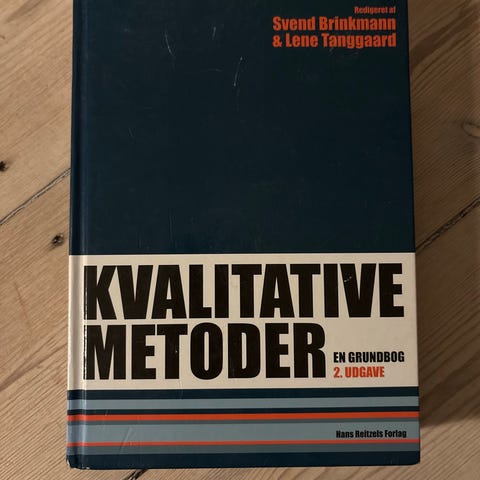 Redigeret af
Svend Brinkmann
& Lene Tanggaard
KVALITATIVE
METODER
EN GRUNDBOG
2. UDGAVE
Hans Reitzels Forlag